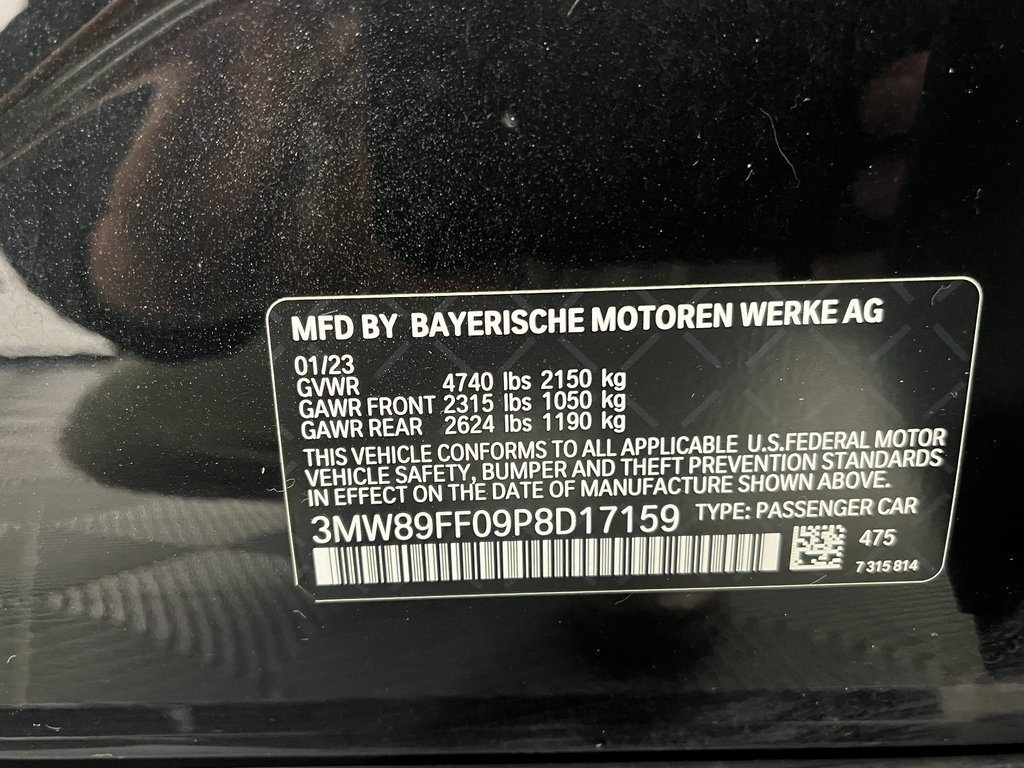 MFD BY BAYERISCHE MOTOREN WERKE AG
01/23
GVWR 4740 lbs 2150 kg
GAWR FRONT 2315 lbs 1050 kg
GAWR REAR 2624 lbs 1190 kg
THIS VEHICLE CONFORMS TO ALL APPLICABLE U.S.FEDERAL MOTOR
VEHICLE SAFETY, BUMPER AND THEFT PREVENTION STANDARDS
IN EFFECT ON THE DATE OF MANUFACTURE SHOWN ABOVE.
3MW89FF09P8D17159 TYPE: PASSENGER CAR
475
7 315 814